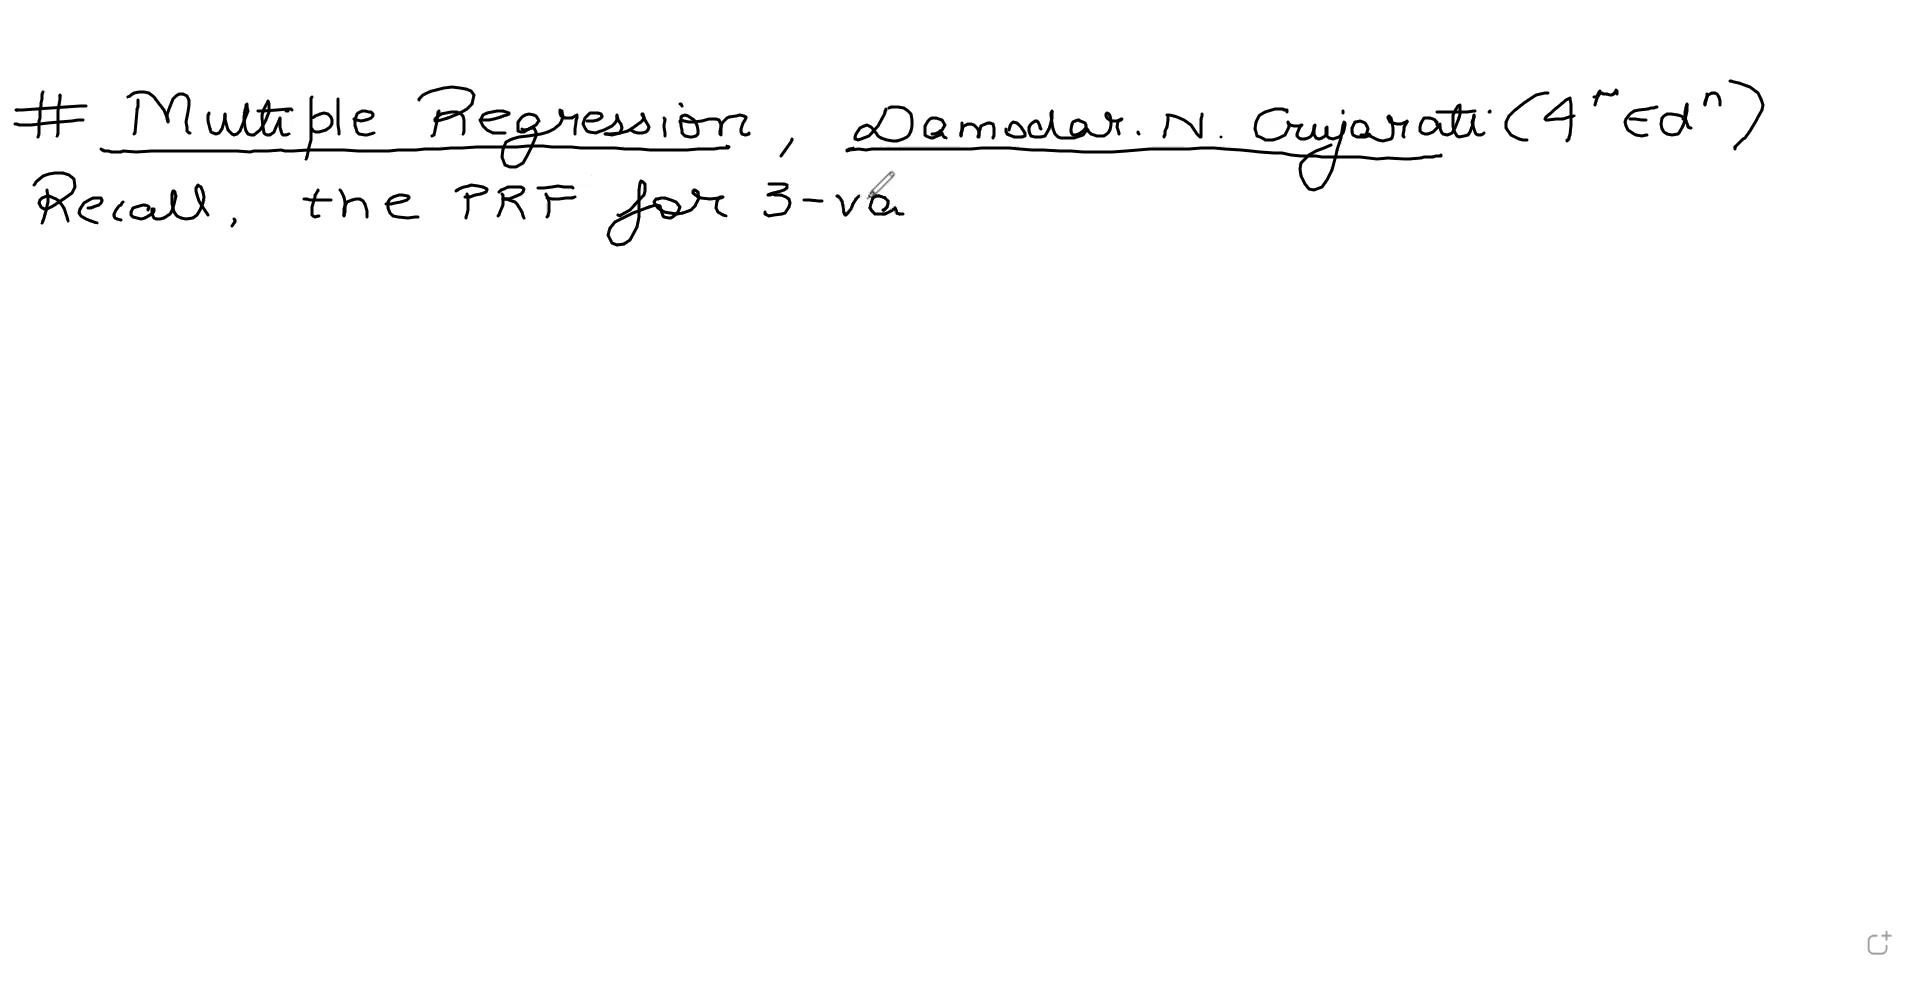 # Multiple Regression, Damodar. N. Gujarati (4th Edn)
Recall, the PRF for 3-va